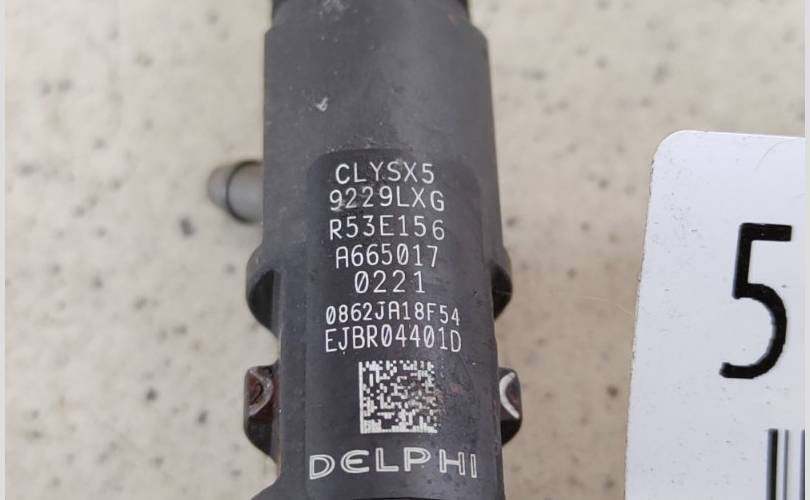 CLYSX5
9229LXG
R53E156
A665017
0221
0862JA18F54
EJBR04401D
DELPHI
5